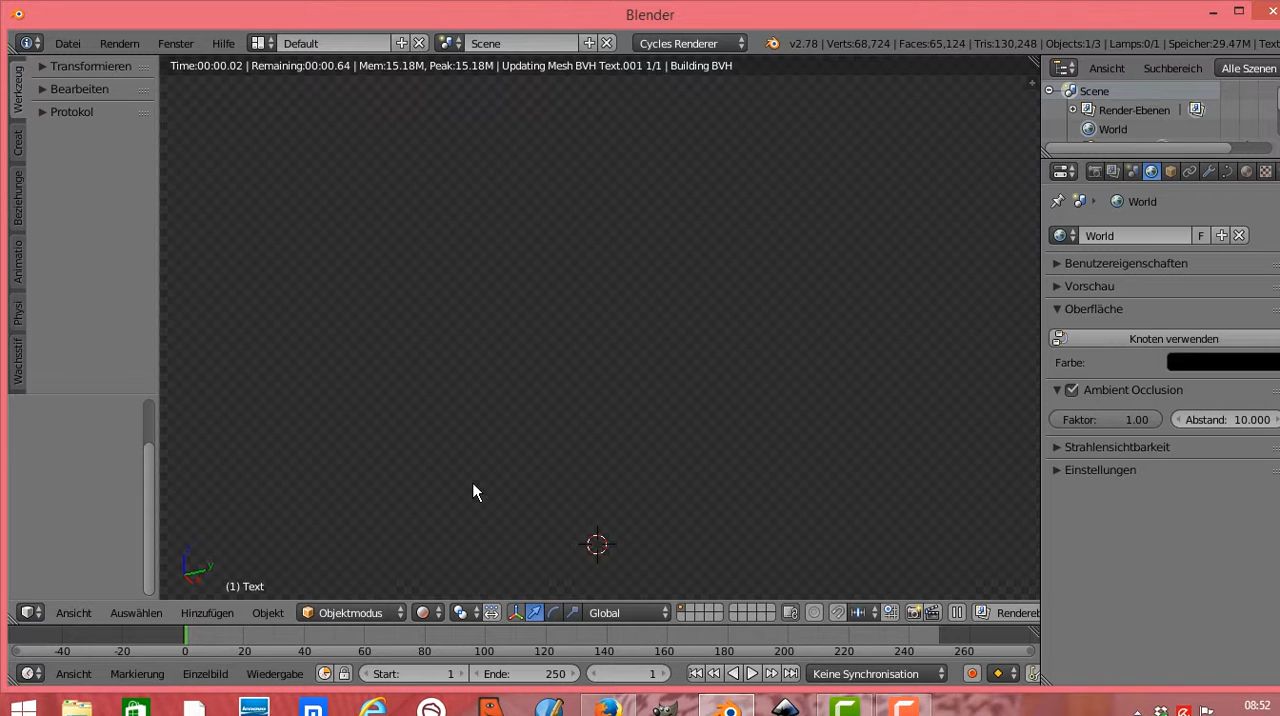 Blender
Datei Rendern Fenster Hilfe Default Scene Cycles Renderer v2.78 | Verts:68,724 | Faces:65,124 | Tris:130,248 | Objects:1/3 | Lamps:0/1 | Speicher:29.47M | Text
Time:00:00.02 | Remaining:00:00.64 | Mem:15.18M, Peak:15.18M | Updating Mesh BVH Text.001 1/1 | Building BVH
Ansicht Suchbereich Alle Szenen
Scene
Render-Ebenen |
World
Werkzeug
Creat
Beziehunge
Animatio
Physi
Wachsstif
Transformieren
Bearbeiten
Protokol
World
World F
Benutzereigenschaften
Vorschau
Oberfläche
Knoten verwenden
Farbe:
Ambient Occlusion
Faktor: 1.00 Abstand: 10.000
Strahlensichtbarkeit
Einstellungen
z
y
(1) Text
Ansicht Auswählen Hinzufügen Objekt Objektmodus Global Rendereb
-40 -20 0 20 40 60 80 100 120 140 160 180 200 220 240 260
Ansicht Markierung Einzelbild Wiedergabe Start: 1 Ende: 250 1 Keine Synchronisation
lenovo
08:52